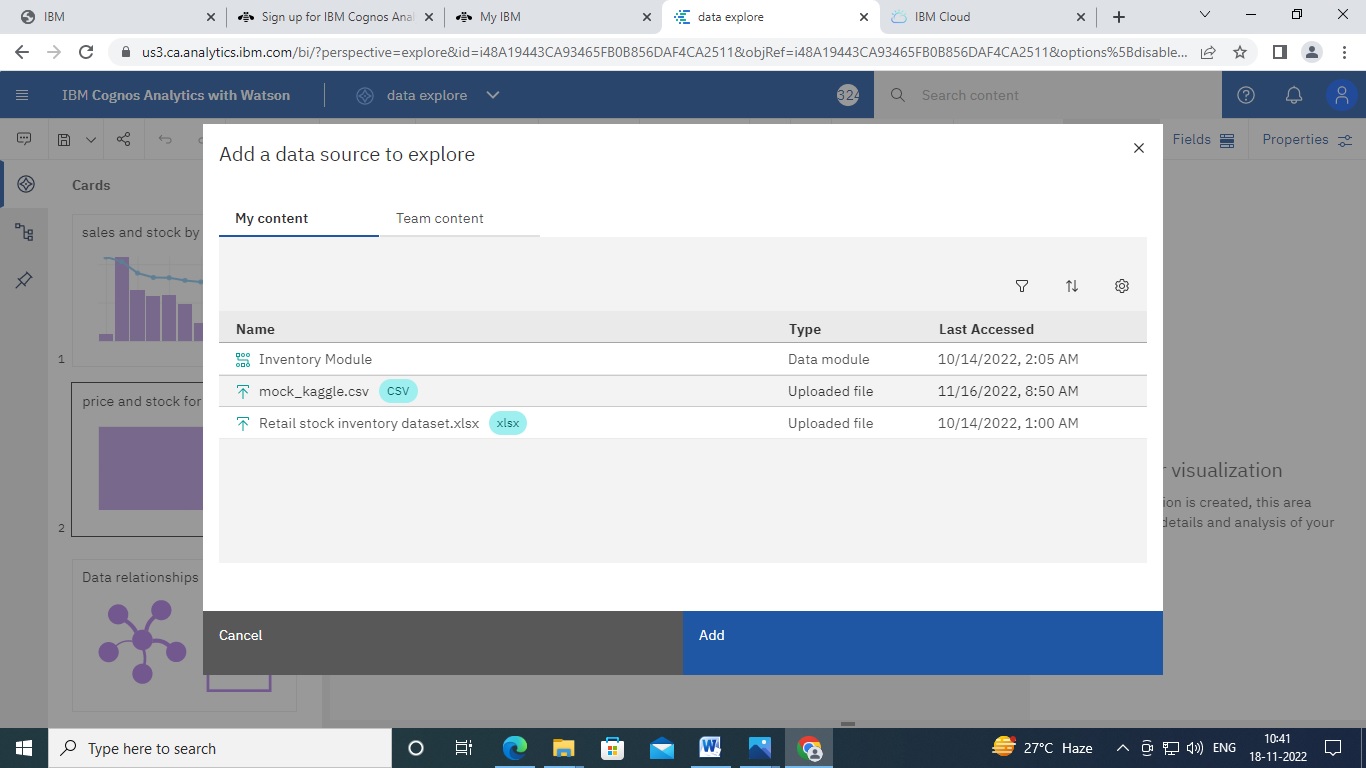 IBM
Sign up for IBM Cognos Anal
My IBM
data explore
IBM Cloud
us3.ca.analytics.ibm.com/bi/?perspective=explore&id=i48A19443CA93465FB0B856DAF4CA2511&objRef=i48A19443CA93465FB0B856DAF4CA2511&options%5Bdisable...
IBM Cognos Analytics with Watson
data explore
324
Search content
Fields
Properties
Cards
sales and stock by
1
price and stock for
2
Data relationships
Add a data source to explore
My content
Team content
Name Type Last Accessed
Inventory Module Data module 10/14/2022, 2:05 AM
mock_kaggle.csv CSV Uploaded file 11/16/2022, 8:50 AM
Retail stock inventory dataset.xlsx xlsx Uploaded file 10/14/2022, 1:00 AM
Cancel
Add
visualization
ion is created, this area
details and analysis of your
Type here to search
27°C Haze
ENG
10:41
18-11-2022